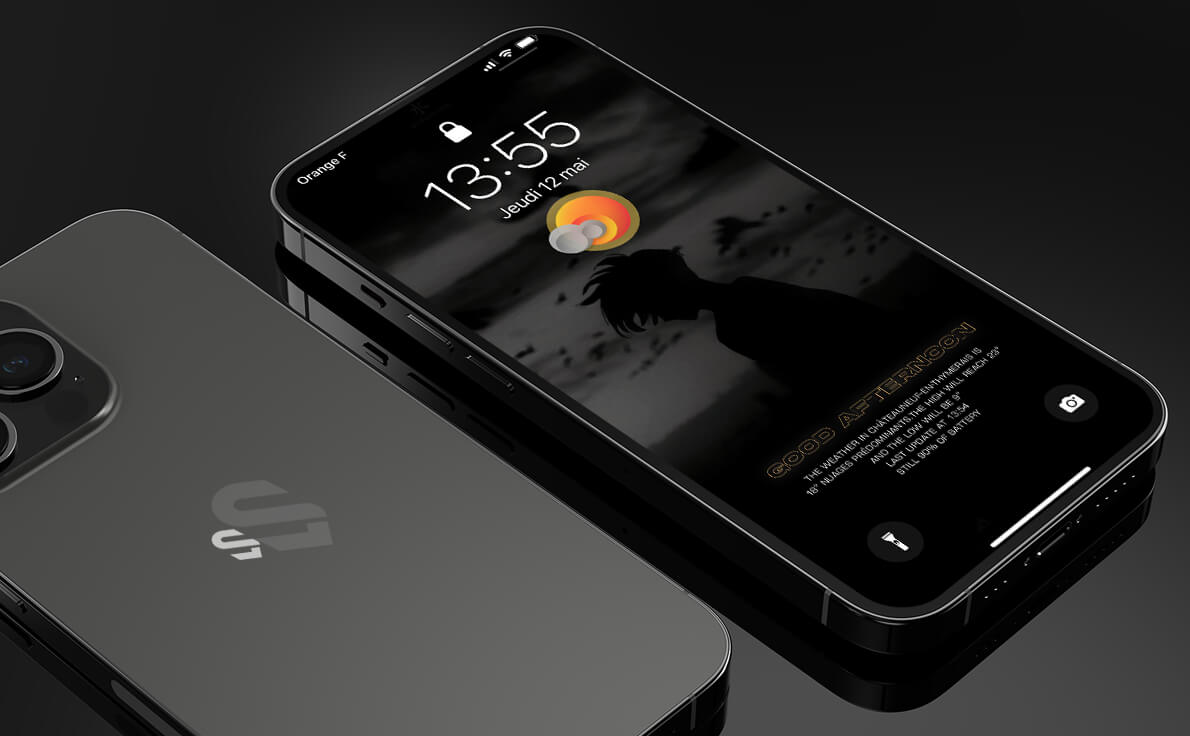 Orange F
13:55
Jeudi 12 mai
GOOD AFTERNOON
THE WEATHER IN CHÂTEAUNEUF-EN-THYMERAIS IS
18° NUAGES PRÉDOMINANTS.THE HIGH WILL REACH 23°
AND THE LOW WILL BE 9°
LAST UPDATE AT 13:54
STILL 90% OF BATTERY